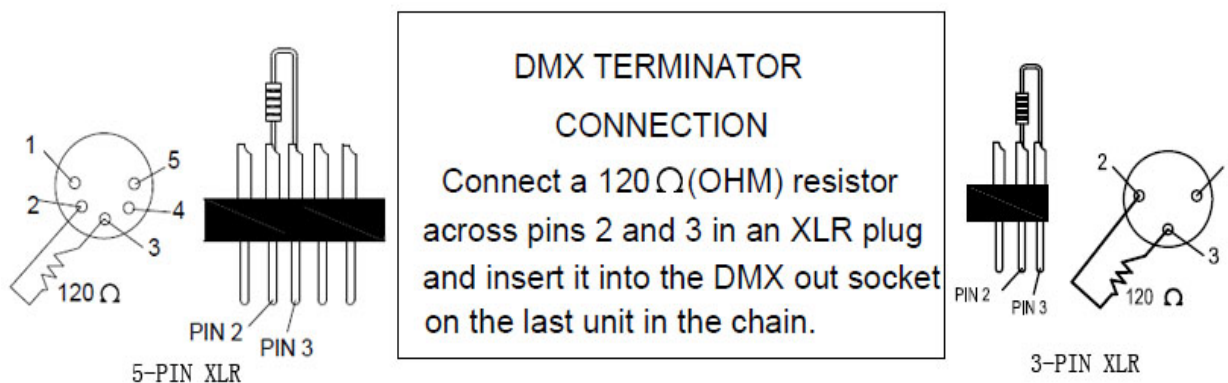 1
5
2
4
3
120 Ω
PIN 2
PIN 3
5-PIN XLR
DMX TERMINATOR
CONNECTION
Connect a 120Ω(OHM) resistor
across pins 2 and 3 in an XLR plug
and insert it into the DMX out socket
on the last unit in the chain.
2
3
120 Ω
PIN 2
PIN 3
3-PIN XLR